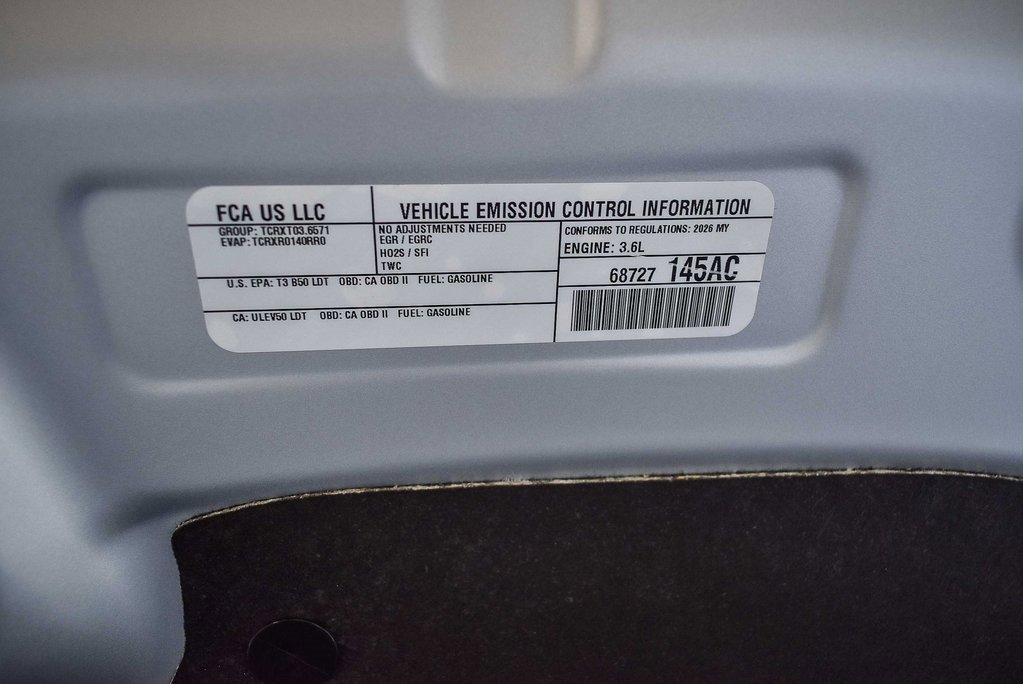 FCA US LLC
VEHICLE EMISSION CONTROL INFORMATION
GROUP: TCRXT03.6571
EVAP: TCRXR0140RR0
NO ADJUSTMENTS NEEDED
EGR / EGRC
HO2S / SFI
TWC
CONFORMS TO REGULATIONS: 2026 MY
ENGINE: 3.6L
68727 145AC
U.S. EPA: T3 B50 LDT OBD: CA OBD II FUEL: GASOLINE
CA: ULEV50 LDT OBD: CA OBD II FUEL: GASOLINE